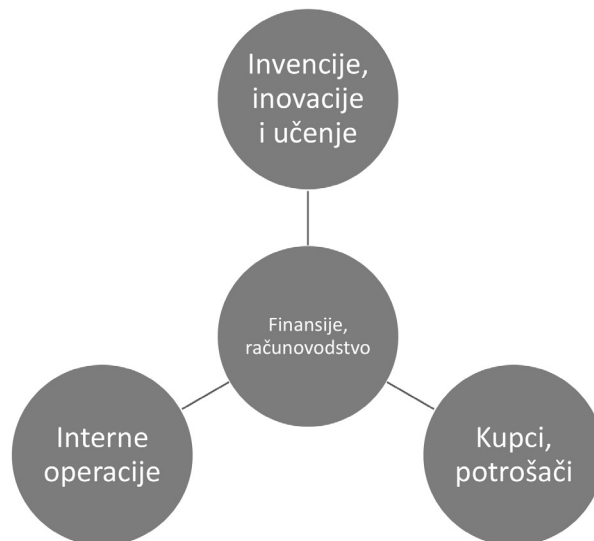 Invencije,
inovacije
i učenje
Finansije,
računovodstvo
Interne
operacije
Kupci,
potrošači